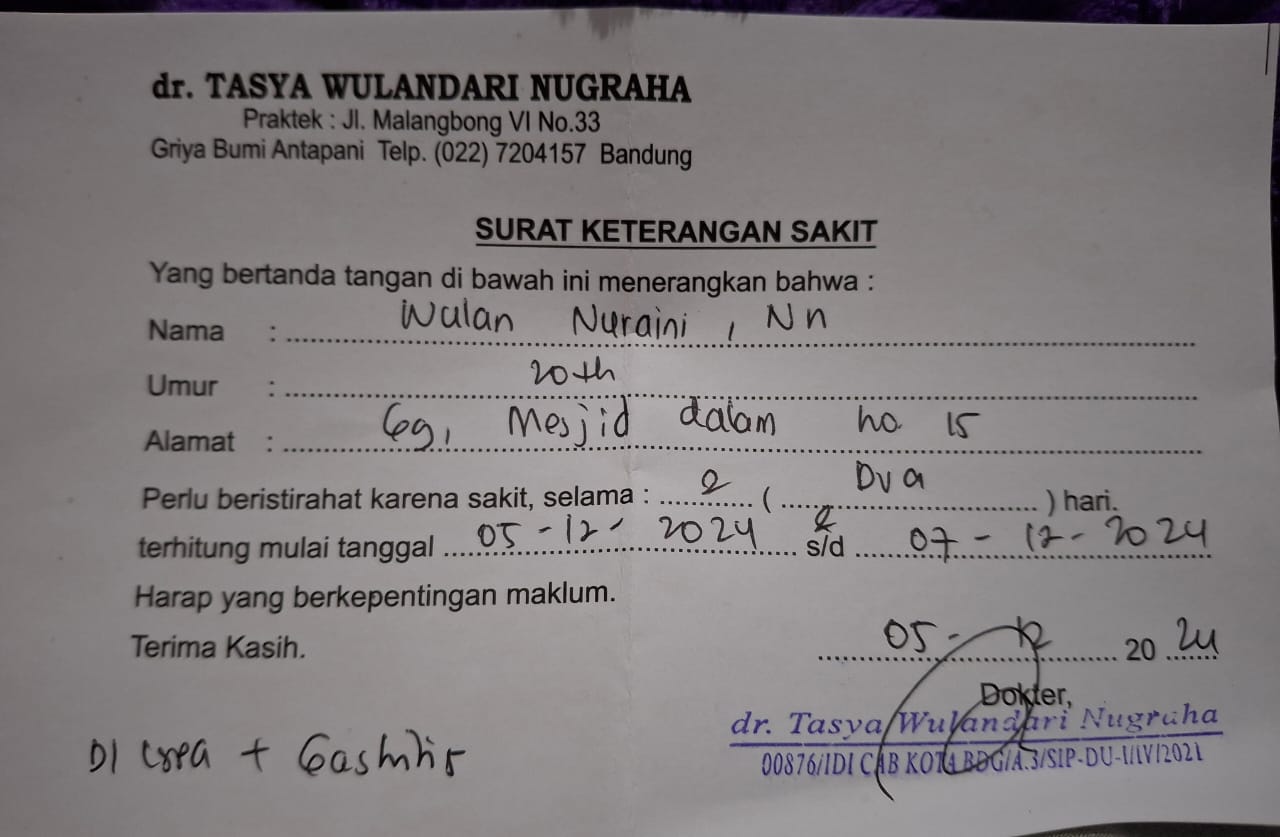 dr. TASYA WULANDARI NUGRAHA
Praktek : Jl. Malangbong VI No.33
Griya Bumi Antapani Telp. (022) 7204157 Bandung
SURAT KETERANGAN SAKIT
Yang bertanda tangan di bawah ini menerangkan bahwa :
Nama : Wulan Nuraini, Nn
Umur : 20 th
Alamat : Gg, Mesjid dalam no 15
Perlu beristirahat karena sakit, selama : 2 ( Dua ) hari.
terhitung mulai tanggal 05-12-2024 & s/d 07-12-2024
Harap yang berkepentingan maklum.
Terima Kasih.
05-12 20 24
Dokter,
dr. Tasya Wulandari Nugraha
00876/IDI CAB KOTA BDG/A.3/SIP-DU-I/IV/2021